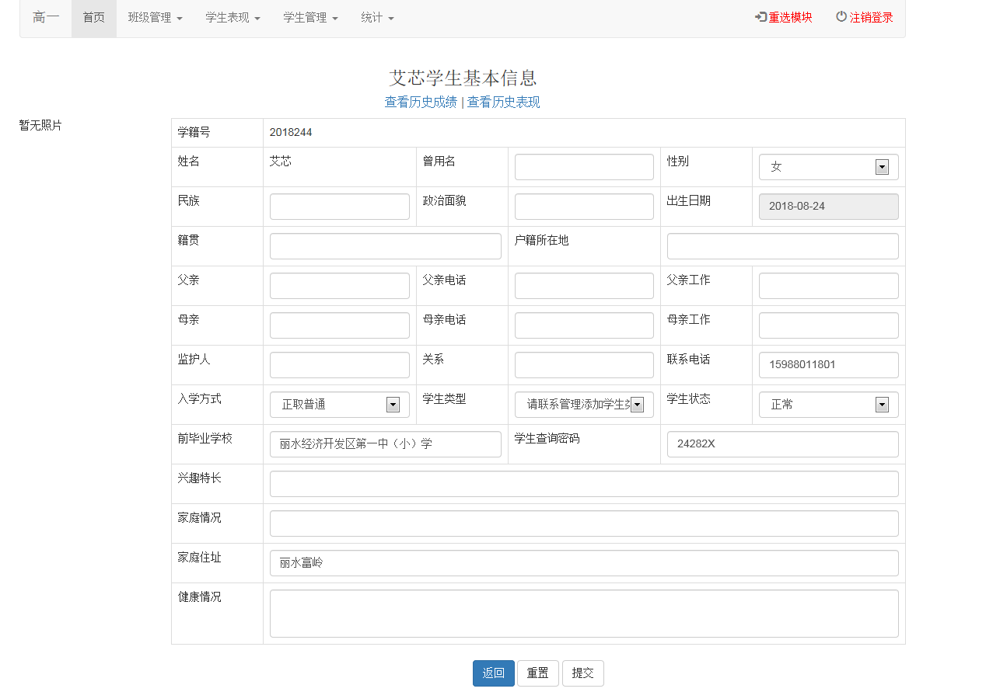 高一 首页 班级管理 学生表现 学生管理 统计 重选模块 注销登录
艾芯学生基本信息
查看历史成绩 | 查看历史表现
暂无照片
学籍号 2018244
姓名 艾芯 曾用名 性别 女
民族 政治面貌 出生日期 2018-08-24
籍贯 户籍所在地
父亲 父亲电话 父亲工作
母亲 母亲电话 母亲工作
监护人 关系 联系电话 15988011801
入学方式 正取普通 学生类型 请联系管理添加学生 学生状态 正常
前毕业学校 丽水经济开发区第一中（小）学 学生查询密码 24282X
兴趣特长
家庭情况
家庭住址 丽水富岭
健康情况
返回 重置 提交